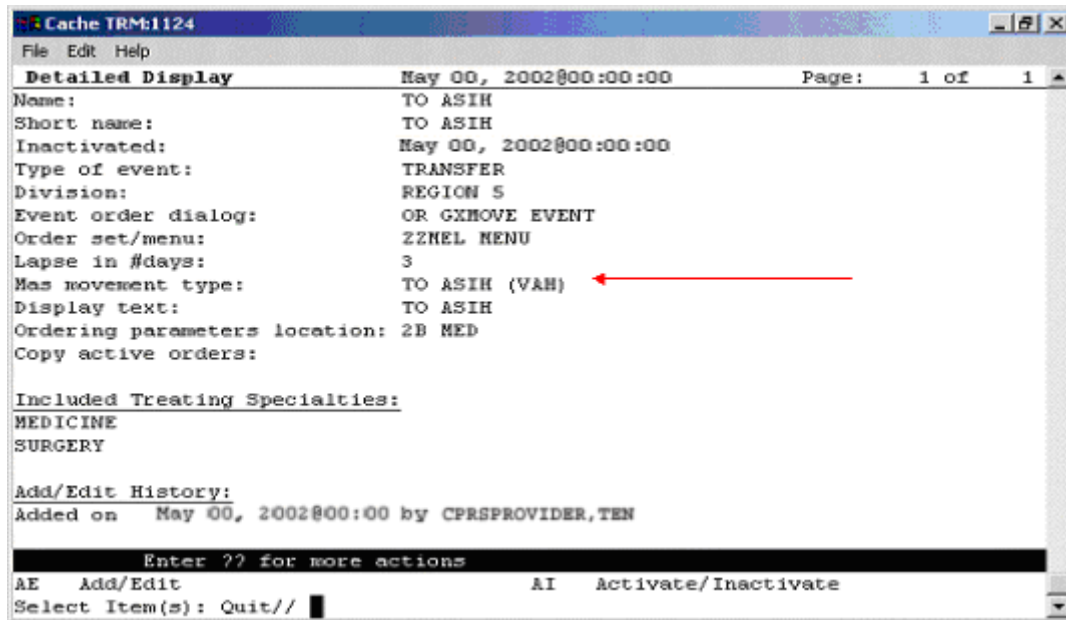 Cache TRM:1124
File Edit Help
Detailed Display May 00, 2002@00:00:00 Page: 1 of 1
Name: TO ASIH
Short name: TO ASIH
Inactivated: May 00, 2002@00:00:00
Type of event: TRANSFER
Division: REGION 5
Event order dialog: OR GXMOVE EVENT
Order set/menu: ZZMEL MENU
Lapse in #days: 3
Mas movement type: TO ASIH (VAH)
Display text: TO ASIH
Ordering parameters location: 2B MED
Copy active orders:
Included Treating Specialties:
MEDICINE
SURGERY
Add/Edit History:
Added on May 00, 2002@00:00 by CPRSPROVIDER,TEN
Enter ?? for more actions
AE Add/Edit AI Activate/Inactivate
Select Item(s): Quit//